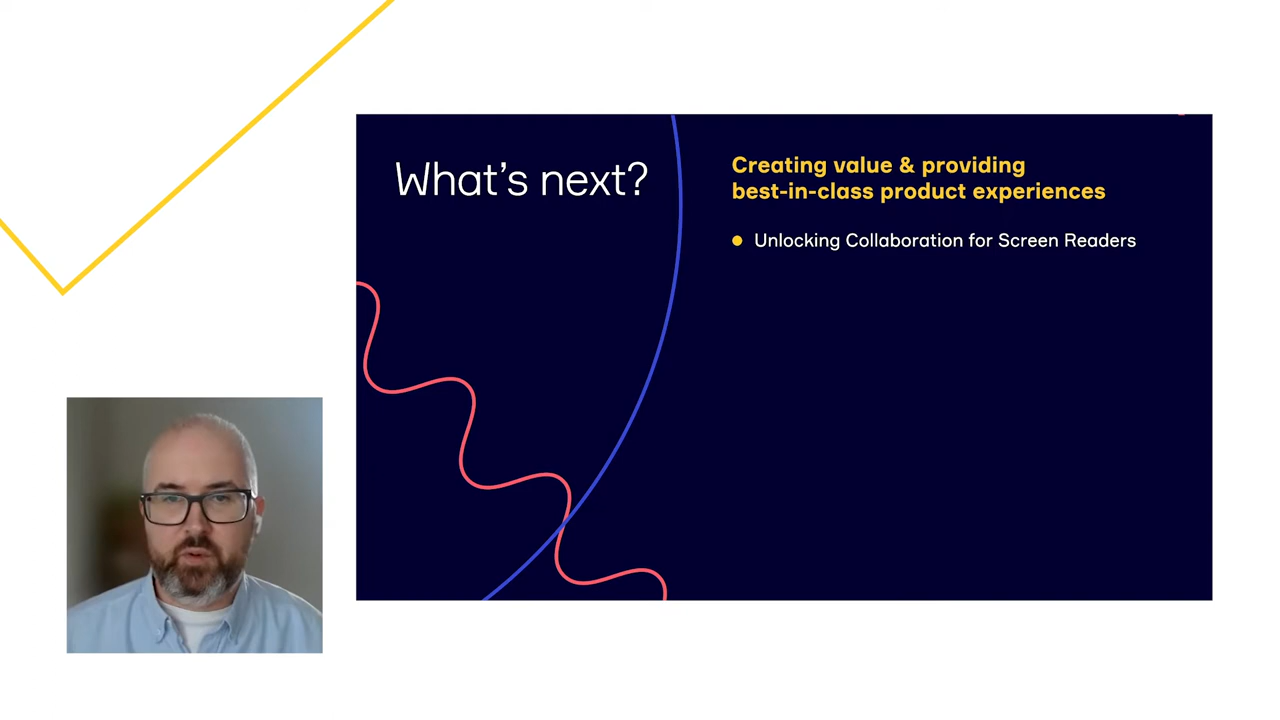 What's next?
Creating value & providing
best-in-class product experiences
Unlocking Collaboration for Screen Readers